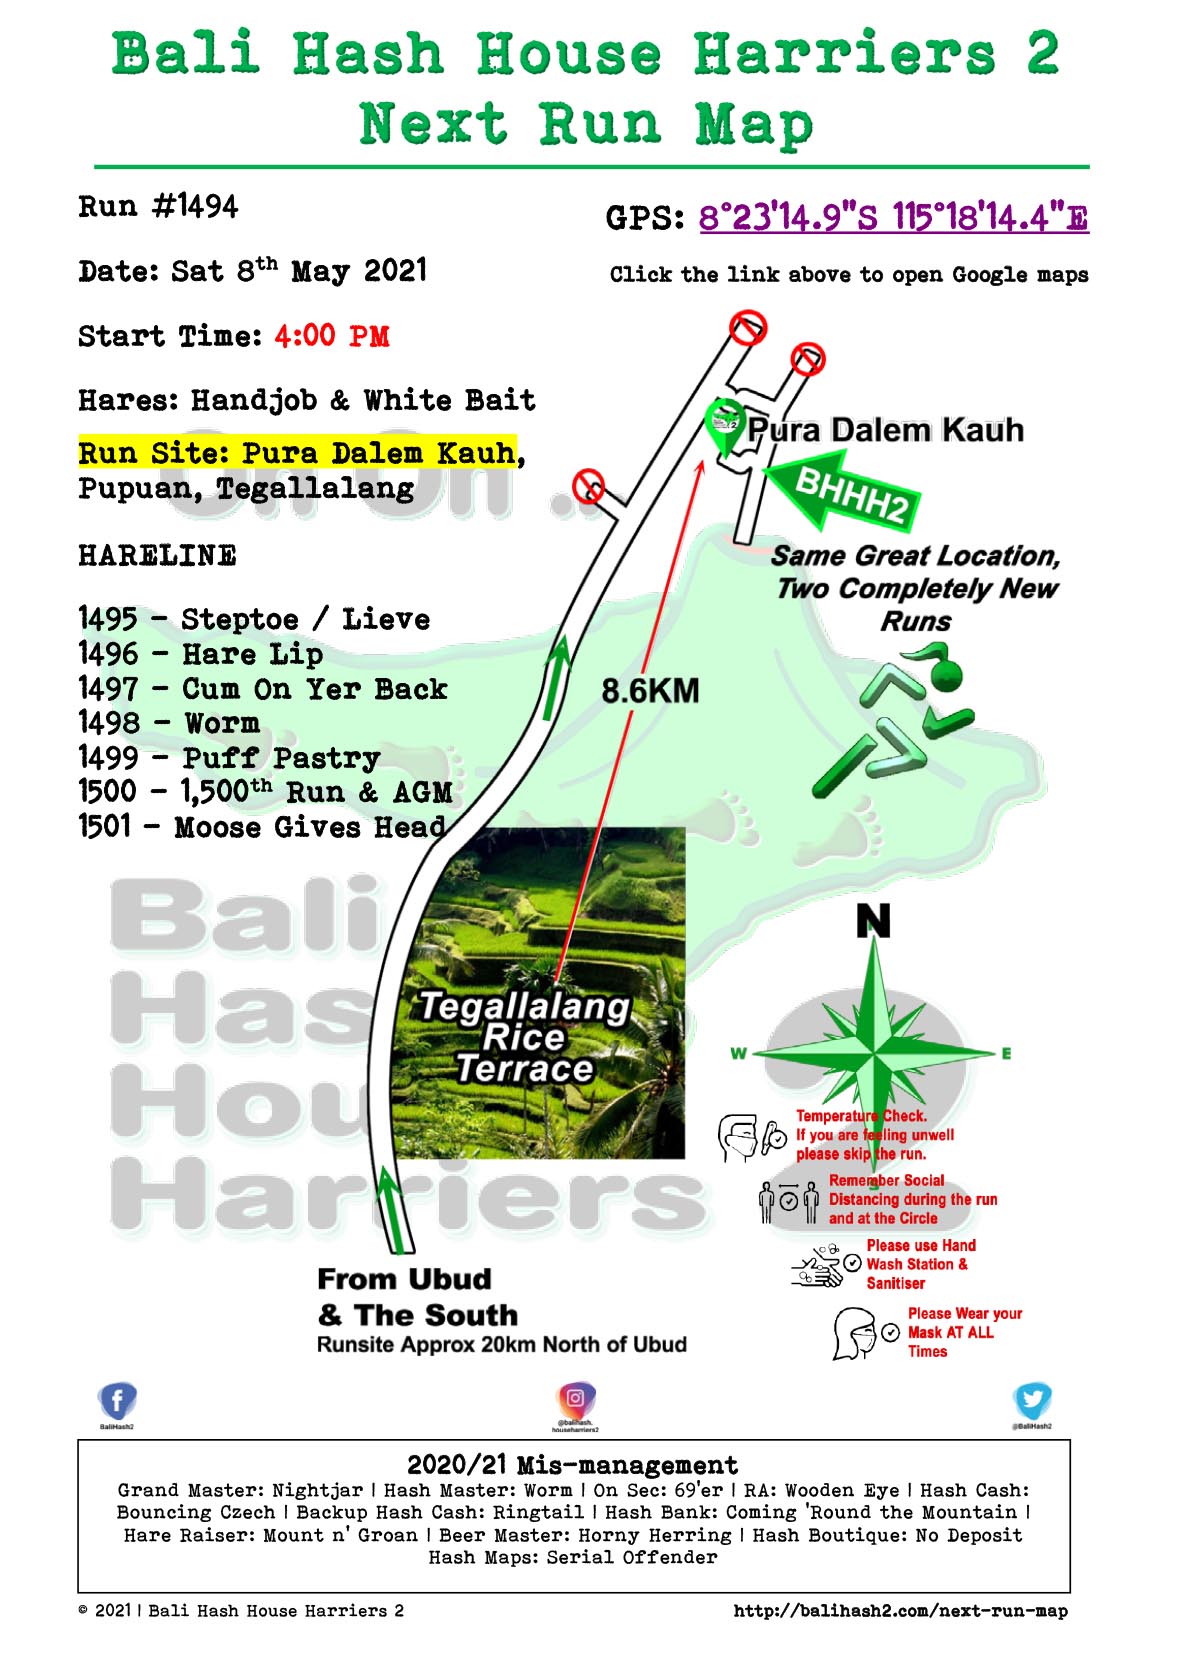 Bali Hash House Harriers 2
Next Run Map
Run #1494
GPS: 8°23'14.9"S 115°18'14.4"E
Date: Sat 8th May 2021
Click the link above to open Google maps
Start Time: 4:00 PM
Hares: Handjob & White Bait
Run Site: Pura Dalem Kauh,
Pupuan, Tegallalang
On On ...
HARELINE
1495 – Steptoe / Lieve
1496 – Hare Lip
1497 – Cum On Yer Back
1498 – Worm
1499 – Puff Pastry
1500 – 1,500th Run & AGM
1501 – Moose Gives Head
Pura Dalem Kauh
BHHH2
Same Great Location,
Two Completely New
Runs
8.6KM
Tegallalang
Rice
Terrace
Bali
Has
Hou
Harriers 2
N
W E
S
Temperature Check.
If you are feeling unwell
please skip the run.
Remember Social
Distancing during the run
and at the Circle
Please use Hand
Wash Station &
Sanitiser
Please Wear your
Mask AT ALL
Times
From Ubud
& The South
Runsite Approx 20km North of Ubud
BaliHash2
@balihash.
househarriers2
@BaliHash2
2020/21 Mis-management
Grand Master: Nightjar | Hash Master: Worm | On Sec: 69'er | RA: Wooden Eye | Hash Cash:
Bouncing Czech | Backup Hash Cash: Ringtail | Hash Bank: Coming 'Round the Mountain |
Hare Raiser: Mount n' Groan | Beer Master: Horny Herring | Hash Boutique: No Deposit
Hash Maps: Serial Offender
© 2021 | Bali Hash House Harriers 2
http://balihash2.com/next-run-map